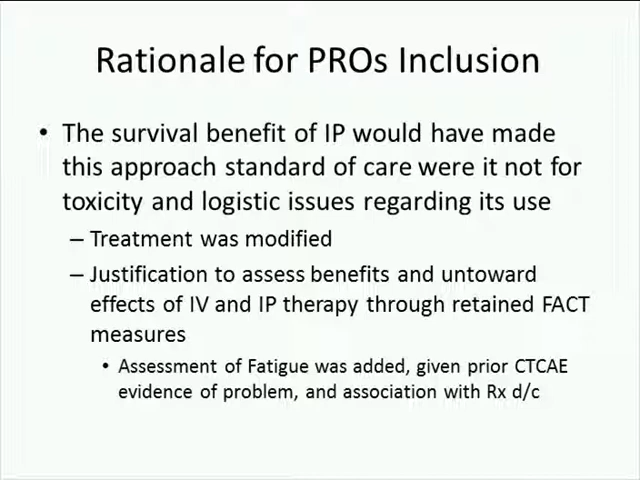 Rationale for PROs Inclusion
• The survival benefit of IP would have made
this approach standard of care were it not for
toxicity and logistic issues regarding its use
– Treatment was modified
– Justification to assess benefits and untoward
effects of IV and IP therapy through retained FACT
measures
• Assessment of Fatigue was added, given prior CTCAE
evidence of problem, and association with Rx d/c